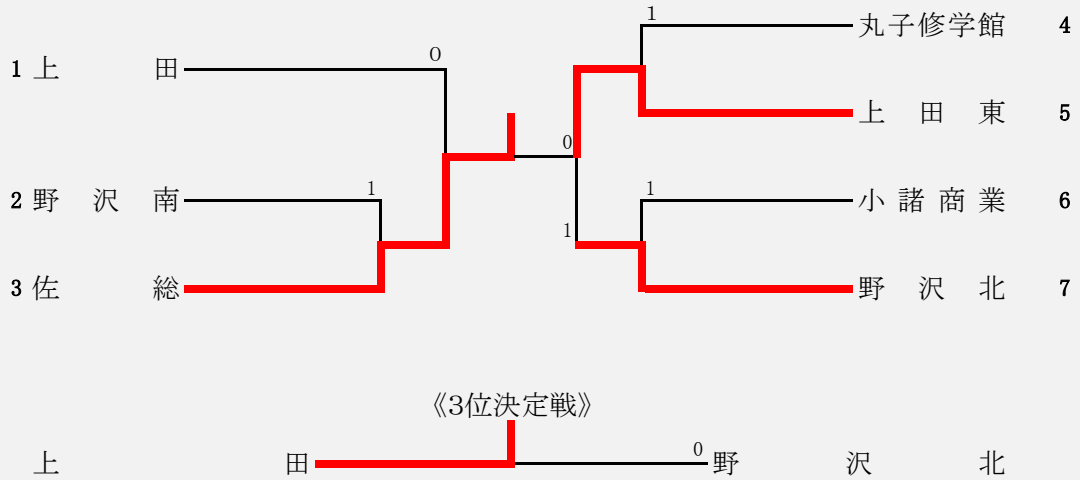 1 上田
0
2 野沢南
1
3 佐総
1
丸子修学館 4
上田東 5
0
1
小諸商業 6
1
野沢北 7
《3位決定戦》
上田
0
野沢北